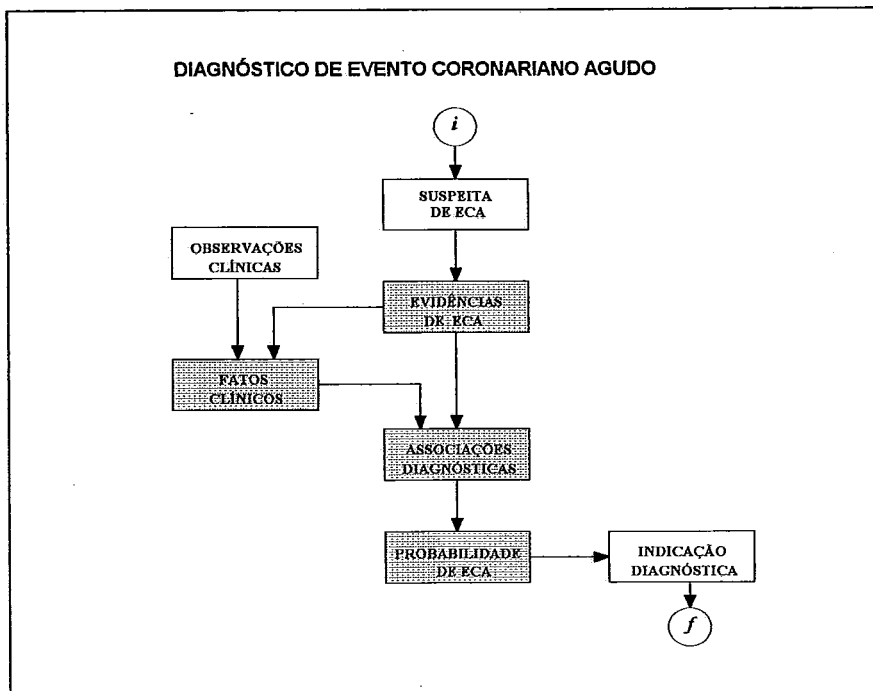 DIAGNÓSTICO DE EVENTO CORONARIANO AGUDO
i
SUSPEITA
DE ECA
OBSERVAÇÕES
CLÍNICAS
EVIDÊNCIAS
DE ECA
FATOS
CLÍNICOS
ASSOCIAÇÕES
DIAGNÓSTICAS
PROBABILIDADE
DE ECA
INDICAÇÃO
DIAGNÓSTICA
f